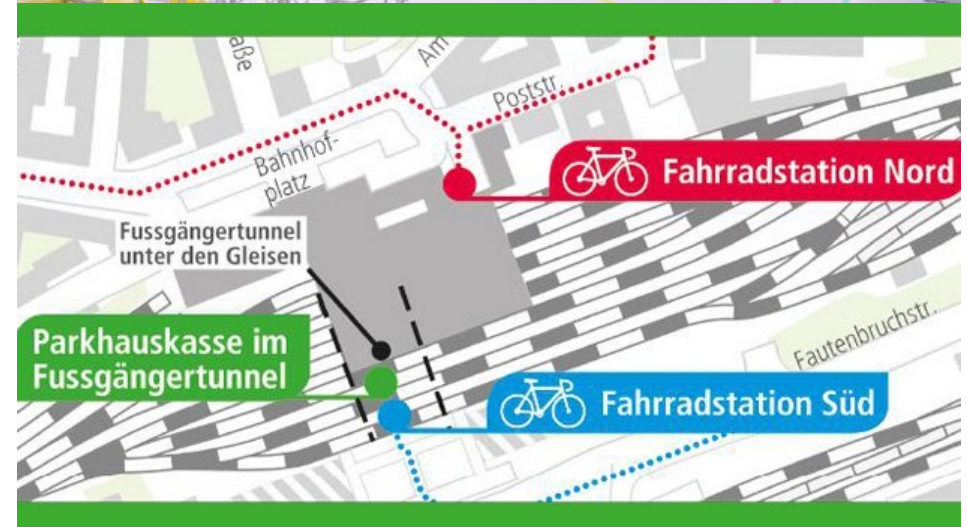 aße
Am
Poststr.
Bahnhof-
platz
Fahrradstation Nord
Fussgängertunnel
unter den Gleisen
Parkhauskasse im
Fussgängertunnel
Fautenbruchstr.
Fahrradstation Süd